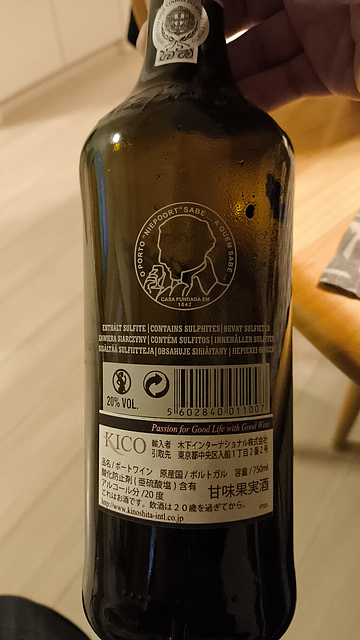 O PORTO "NIEPOORT" SABE - A QUEM SABE -!
CASA FUNDADA EM
1842
ENTHÄLT SULFITE | CONTAINS SULPHITES | BEVAT SULFIETEN
ZAWIERA SIARCZYNY | CONTÉM SULFITOS | INNEHÅLLER SULFITER
SISÄLTÄÄ SULFIITTEJA | OBSAHUJE SIŘIČITANY
20% VOL.
5 602840 011007
Passion for Good Life with Good Wine
KICO
輸入者 木下インターナショナル株式会社
引取先 東京都中央区入船1丁目2番2号
品名/ポートワイン 原産国/ポルトガル 容量/750ml
酸化防止剤(亜硫酸塩)含有 甘味果実酒
アルコール分/20度
これはお酒です。飲酒は20歳を過ぎてから。
http://www.kinoshita-intl.co.jp